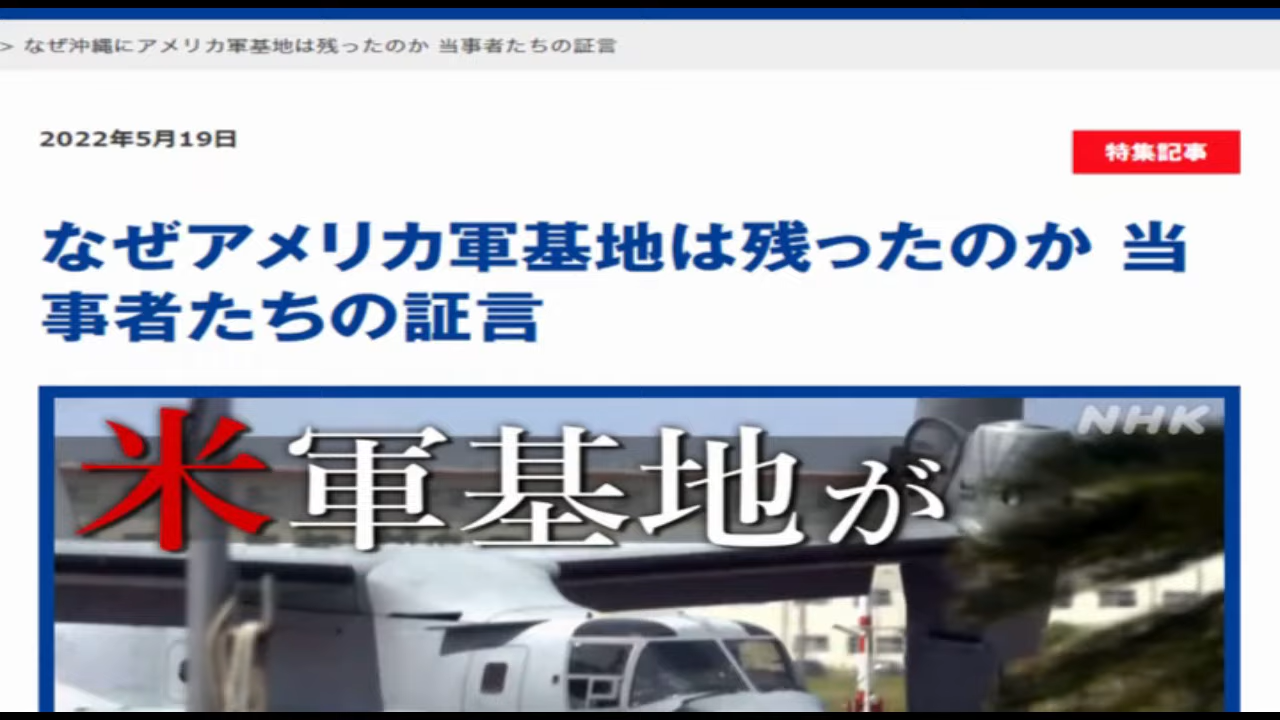 > なぜ沖縄にアメリカ軍基地は残ったのか 当事者たちの証言
2022年5月19日
特集記事
なぜアメリカ軍基地は残ったのか 当
事者たちの証言
NHK
米軍基地が